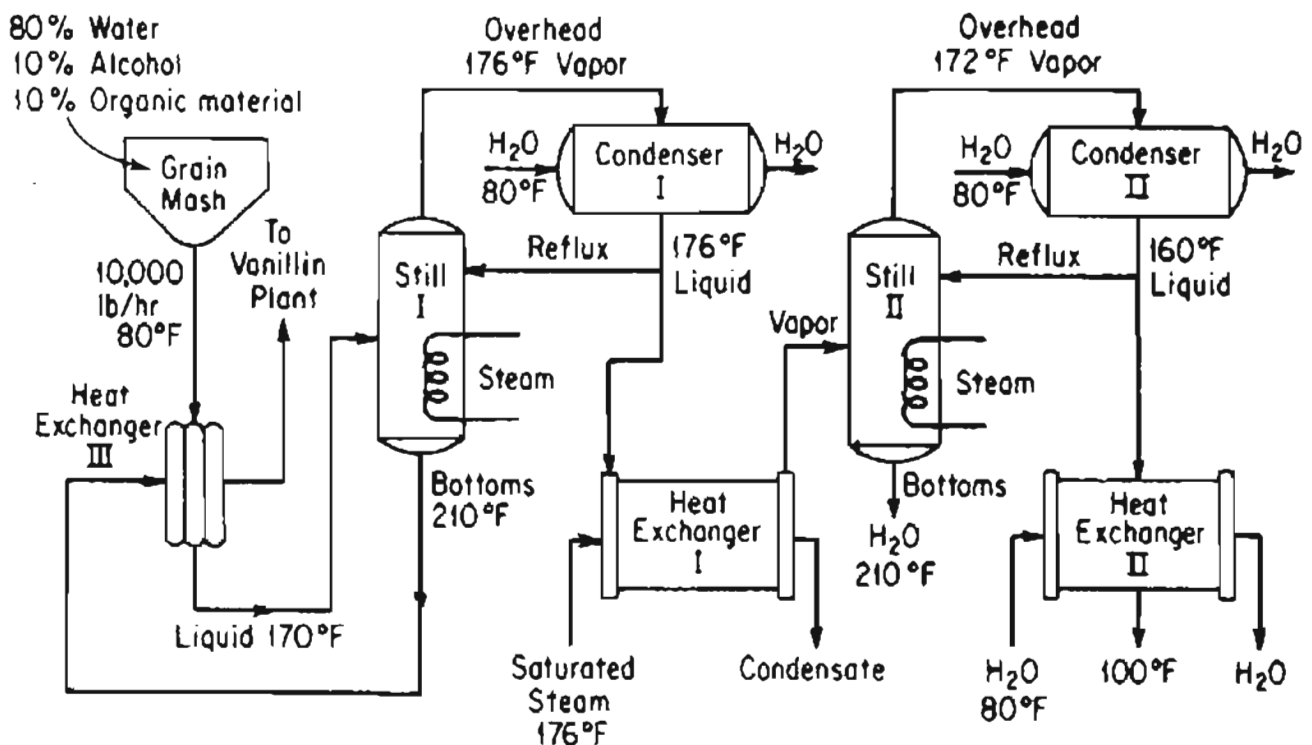 80% Water
10% Alcohol
10% Organic material
Grain
Mash
10,000
lb/hr
80°F
To
Vanillin
Plant
Heat
Exchanger
III
Liquid 170°F
Overhead
176°F Vapor
H₂O
80°F
Condenser
I
H₂O
Reflux
176°F
Liquid
Still
I
Steam
Bottoms
210°F
Heat
Exchanger
I
Saturated
Steam
176°F
Condensate
Vapor
Overhead
172°F Vapor
H₂O
80°F
Condenser
II
H₂O
Reflux
160°F
Liquid
Still
II
Steam
Bottoms
H₂O
210°F
Heat
Exchanger
II
H₂O
80°F
100°F
H₂O